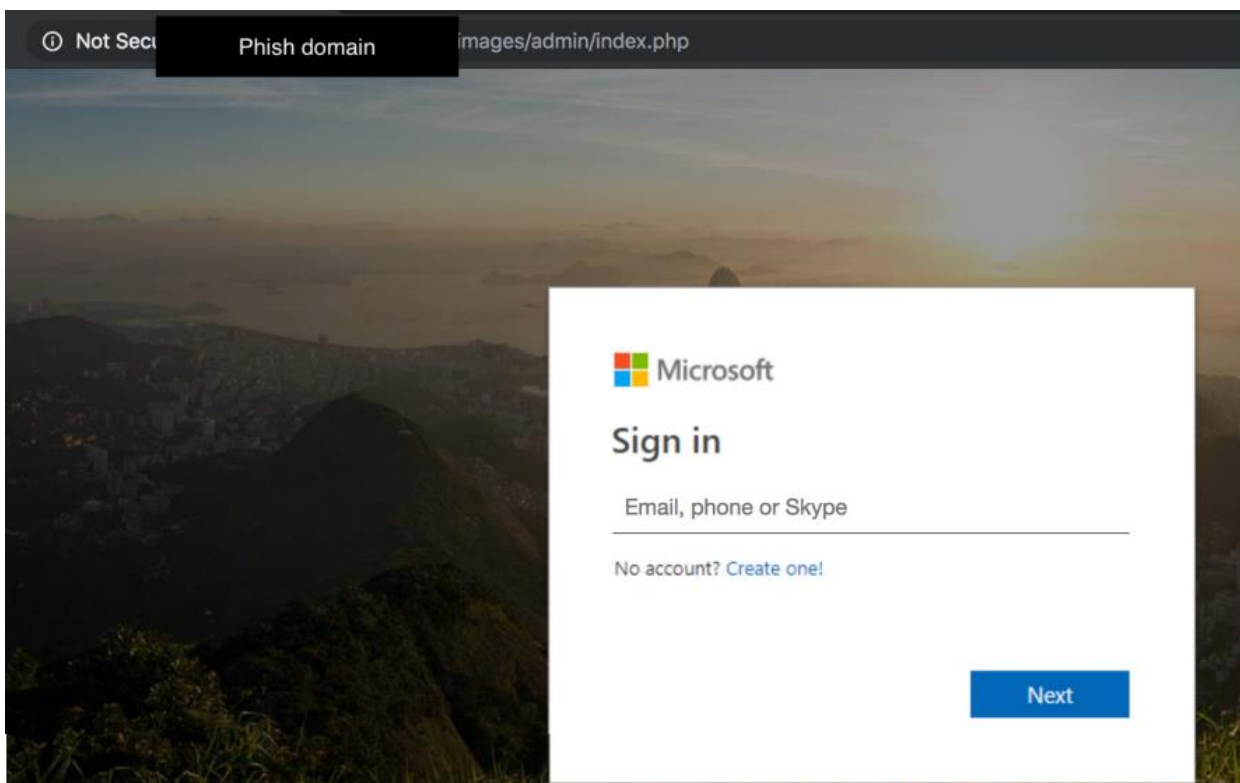 Not Secu
Phish domain
images/admin/index.php
Microsoft
Sign in
Email, phone or Skype
No account? Create one!
Next